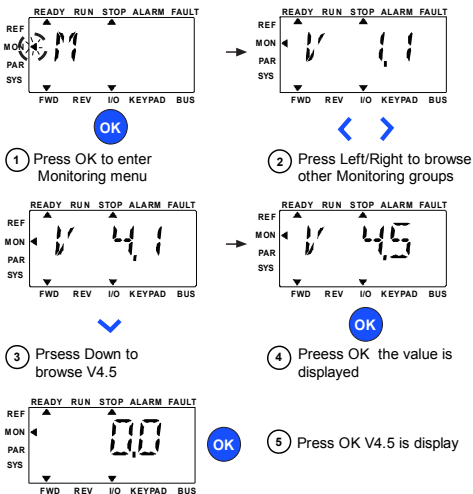 READY RUN STOP ALARM FAULT
REF
MON
PAR
SYS
M
FWD REV I/O KEYPAD BUS
OK
1 Press OK to enter
Monitoring menu
READY RUN STOP ALARM FAULT
REF
MON
PAR
SYS
V 1.1
FWD REV I/O KEYPAD BUS
2 Press Left/Right to browse
other Monitoring groups
READY RUN STOP ALARM FAULT
REF
MON
PAR
SYS
V 4.1
FWD REV I/O KEYPAD BUS
3 Prsess Down to
browse V4.5
READY RUN STOP ALARM FAULT
REF
MON
PAR
SYS
V 4.5
FWD REV I/O KEYPAD BUS
OK
4 Preess OK the value is
displayed
READY RUN STOP ALARM FAULT
REF
MON
PAR
SYS
0.0
FWD REV I/O KEYPAD BUS
OK
5 Press OK V4.5 is display